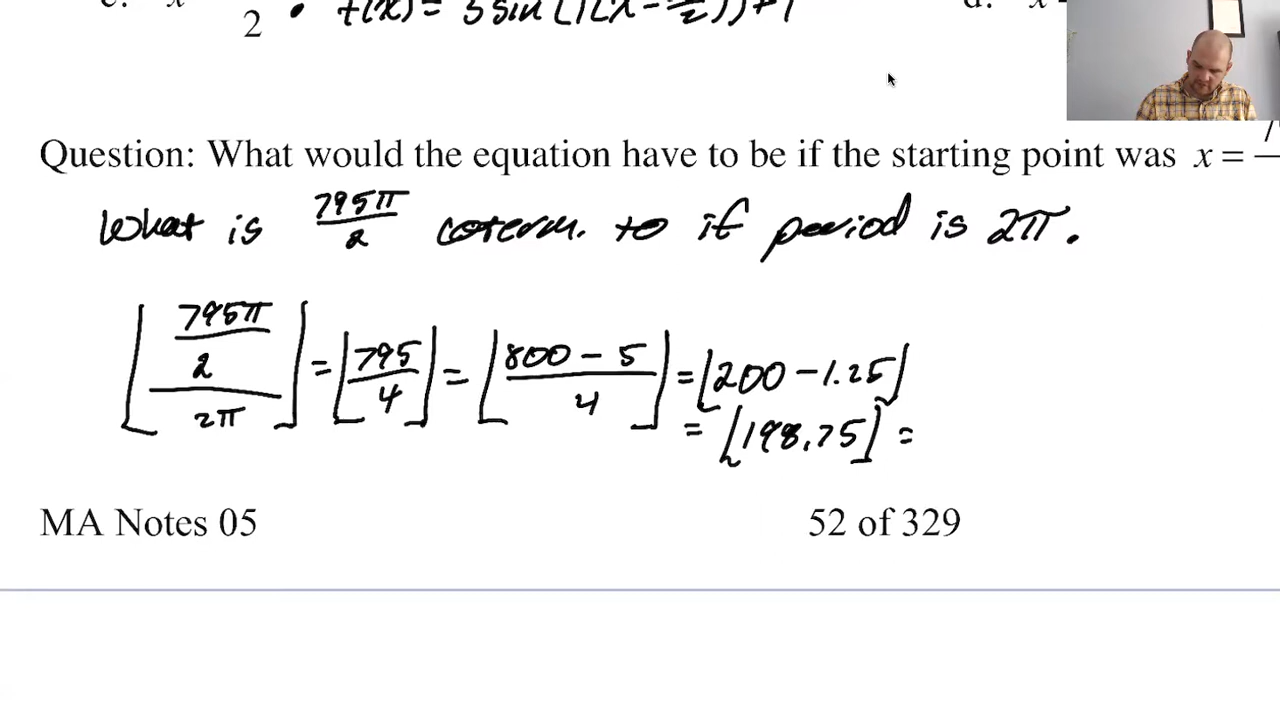 2 • f(x) = 3 sin (1(x - 2)) + 1
Question: What would the equation have to be if the starting point was x =
What is 795π/2 coterm. to if period is 2π.
⌊(795π/2)/2π⌋ = ⌊795/4⌋ = ⌊(800 - 5)/4⌋ = ⌊200 - 1.25⌋
= ⌊198.75⌋ =
MA Notes 05 52 of 329